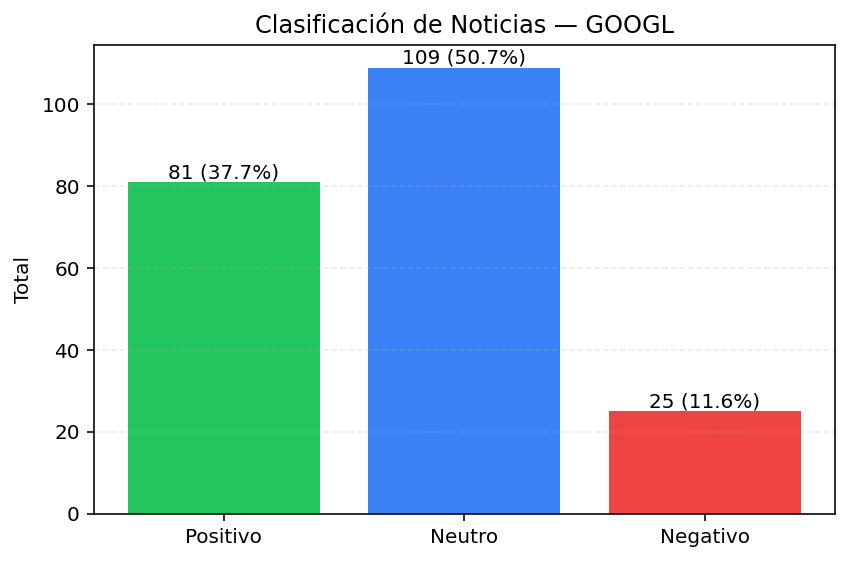 Clasificación de Noticias — GOOGL
109 (50.7%)
81 (37.7%)
25 (11.6%)
Total
100
80
60
40
20
0
Positivo
Neutro
Negativo